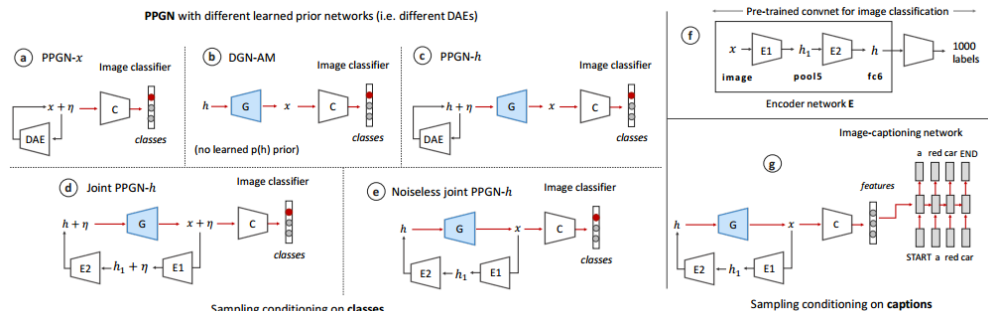 PPGN with different learned prior networks (i.e. different DAEs)
a PPGN-x
Image classifier
x + η
C
DAE
classes
b DGN-AM
Image classifier
h
G
x
C
classes
(no learned p(h) prior)
c PPGN-h
Image classifier
h + η
G
x
C
DAE
classes
d Joint PPGN-h
Image classifier
h + η
G
x + η
C
E2
h₁ + η
E1
classes
e Noiseless joint PPGN-h
Image classifier
h
G
x
C
E2
h₁
E1
classes
Sampling conditioning on classes
Pre-trained convnet for image classification
f
x
E1
h₁
E2
h
1000
labels
image
pool5
fc6
Encoder network E
Image-captioning network
g
a red car END
features
h
G
x
C
START a red car
E2
h₁
E1
Sampling conditioning on captions